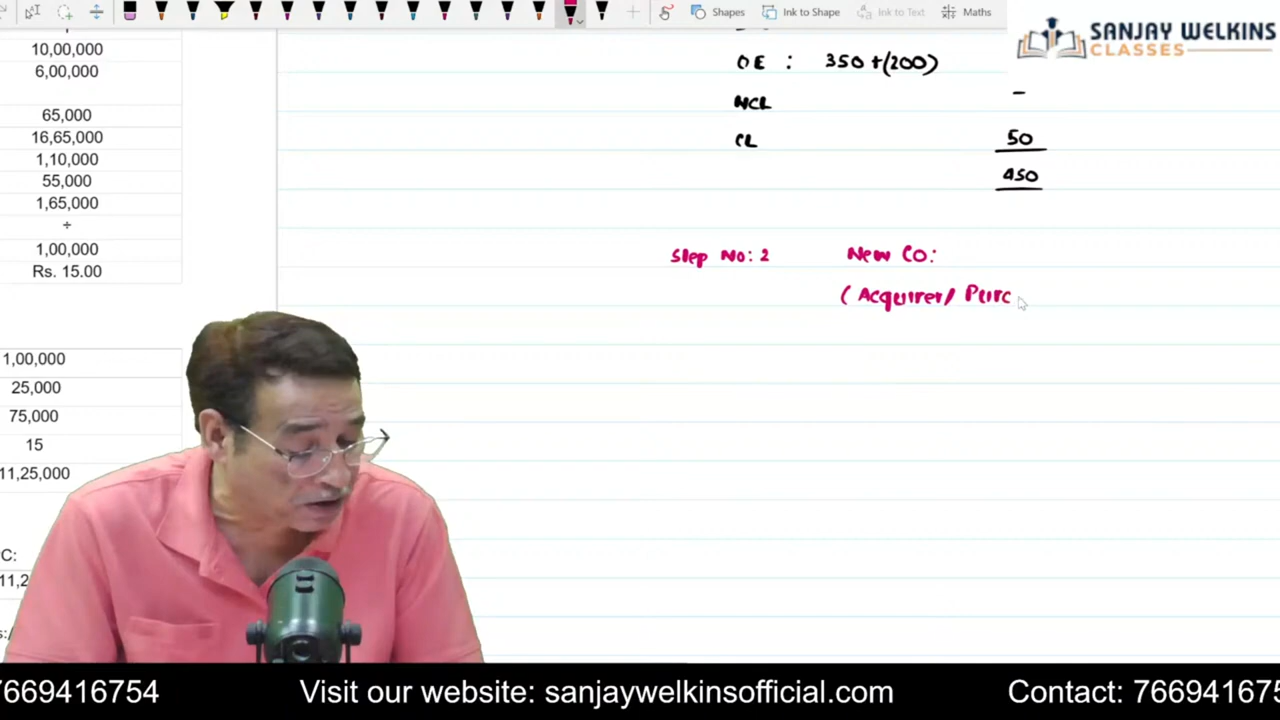 Shapes
Ink to Shape
Ink to Text
Maths
SANJAY WELKINS
CLASSES
10,00,000
6,00,000
65,000
16,65,000
1,10,000
55,000
1,65,000
÷
1,00,000
Rs. 15.00
1,00,000
25,000
75,000
15
11,25,000
C:
11,2
s:
OE : 350+(200)
NCL –
CL 50
450
Step No: 2 New Co:
(Acquirer/ Purc
7669416754 Visit our website: sanjaywelkinsofficial.com Contact: 766941675